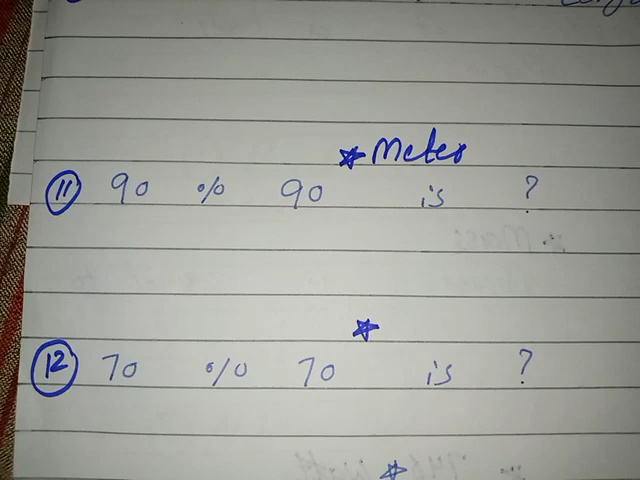 * Meter
11 90 % 90 is ?
*
12 70 % 70 is ?
*